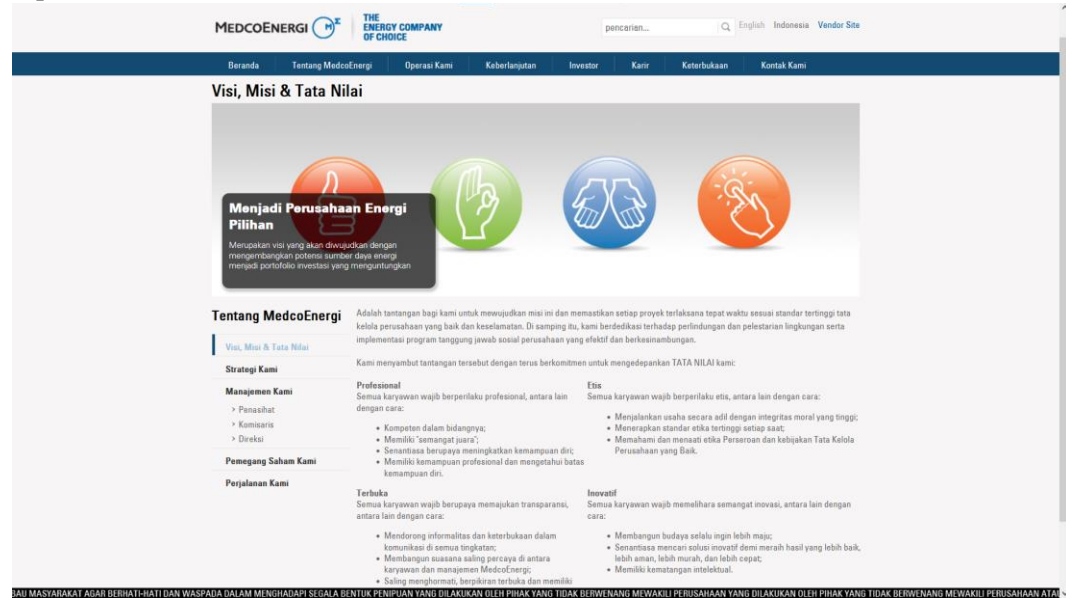 MEDCOENERGI
THE
ENERGY COMPANY
OF CHOICE
pencarian...
English Indonesia Vendor Site
Beranda Tentang MedcoEnergi Operasi Kami Keberlanjutan Investor Karir Keterbukaan Kontak Kami
Visi, Misi & Tata Nilai
Menjadi Perusahaan Energi
Pilihan
Merupakan visi yang akan diwujudkan dengan
mengembangkan potensi sumber daya energi
menjadi portofolio investasi yang menguntungkan
Tentang MedcoEnergi
Visi, Misi & Tata Nilai
Strategi Kami
Manajemen Kami
> Penasihat
> Komisaris
> Direksi
Pemegang Saham Kami
Perjalanan Kami
Adalah tantangan bagi kami untuk mewujudkan misi ini dan memastikan setiap proyek terlaksana tepat waktu sesuai standar tertinggi tata
kelola perusahaan yang baik dan keselamatan. Di samping itu, kami berdedikasi terhadap perlindungan dan pelestarian lingkungan serta
implementasi program tanggung jawab sosial perusahaan yang efektif dan berkesinambungan.
Kami menyambut tantangan tersebut dengan terus berkomitmen untuk mengedepankan TATA NILAI kami:
Profesional
Semua karyawan wajib berperilaku profesional, antara lain
dengan cara:
• Kompeten dalam bidangnya;
• Memiliki "semangat juara";
• Senantiasa berupaya meningkatkan kemampuan diri;
• Memiliki kemampuan profesional dan mengetahui batas
kemampuan diri.
Etis
Semua karyawan wajib berperilaku etis, antara lain dengan cara:
• Menjalankan usaha secara adil dengan integritas moral yang tinggi;
• Menerapkan standar etika tertinggi setiap saat;
• Memahami dan menaati etika Perseroan dan kebijakan Tata Kelola
Perusahaan yang Baik.
Terbuka
Semua karyawan wajib berupaya memajukan transparansi,
antara lain dengan cara:
• Mendorong informalitas dan keterbukaan dalam
komunikasi di semua tingkatan;
• Membangun suasana saling percaya di antara
karyawan dan manajemen MedcoEnergi;
• Saling menghormati, berpikiran terbuka dan memiliki
Inovatif
Semua karyawan wajib memelihara semangat inovasi, antara lain dengan
cara:
• Membangun budaya selalu ingin lebih maju;
• Senantiasa mencari solusi inovatif demi meraih hasil yang lebih baik,
lebih aman, lebih murah, dan lebih cepat;
• Memiliki kematangan intelektual.
BAU MASYARAKAT AGAR BERHATI-HATI DAN WASPADA DALAM MENGHADAPI SEGALA BENTUK PENIPUAN YANG DILAKUKAN OLEH PIHAK YANG TIDAK BERWENANG MEWAKILI PERUSAHAAN YANG DILAKUKAN OLEH PIHAK YANG TIDAK BERWENANG MEWAKILI PERUSAHAAN ATAU